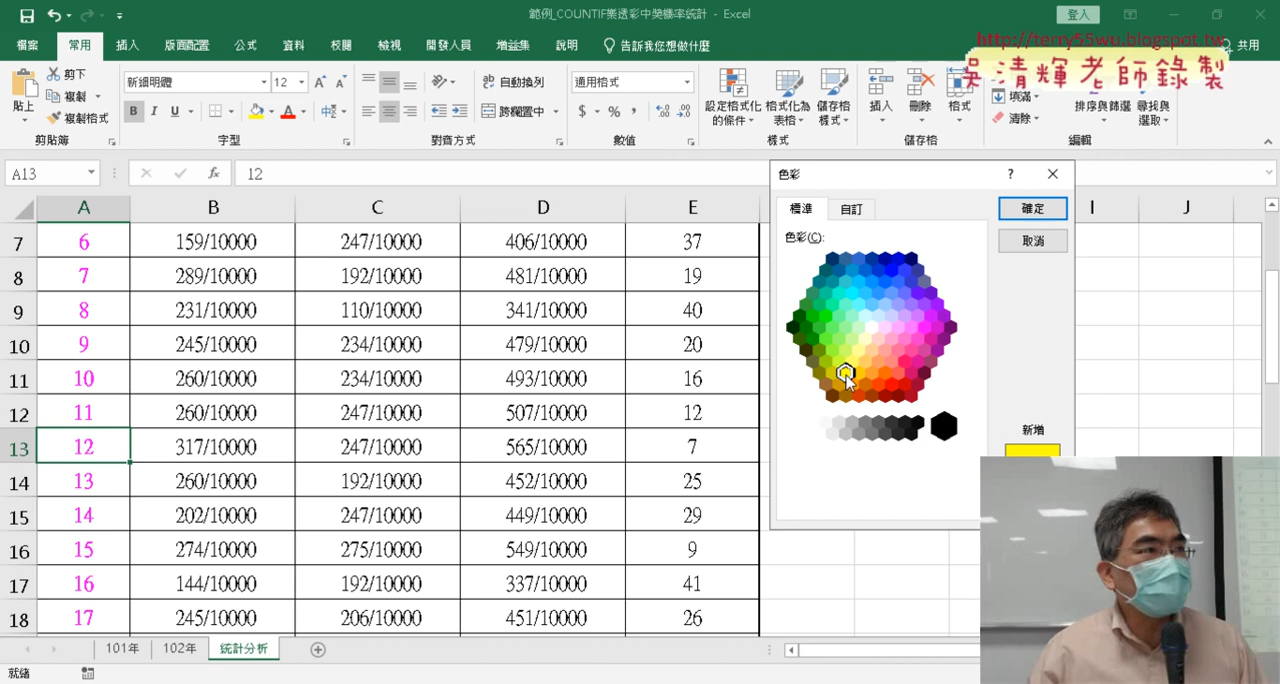 範例_COUNTIF樂透彩中獎機率統計 - Excel
登入
檔案 常用 插入 版面配置 公式 資料 校閱 檢視 開發人員 增益集 說明 告訴我您想做什麼 共用
http://terry55wu.blogspot.tw
吳清輝老師錄製
貼上 剪下 複製 複製格式 剪貼簿
新細明體 12 A A B I U A 字型
ab 自動換列 跨欄置中 對齊方式
通用格式 $ % , 數值
設定格式化的條件 格式化為表格 儲存格樣式 樣式
插入 刪除 格式 儲存格
填滿 清除 排序與篩選 尋找與選取 編輯
A13 fx 12
A B C D E I J
7 6 159/10000 247/10000 406/10000 37
8 7 289/10000 192/10000 481/10000 19
9 8 231/10000 110/10000 341/10000 40
10 9 245/10000 234/10000 479/10000 20
11 10 260/10000 234/10000 493/10000 16
12 11 260/10000 247/10000 507/10000 12
13 12 317/10000 247/10000 565/10000 7
14 13 260/10000 192/10000 452/10000 25
15 14 202/10000 247/10000 449/10000 29
16 15 274/10000 275/10000 549/10000 9
17 16 144/10000 192/10000 337/10000 41
18 17 245/10000 206/10000 451/10000 26
色彩 ?
標準 自訂 確定
色彩(C): 取消
新增
101年 102年 統計分析
就緒